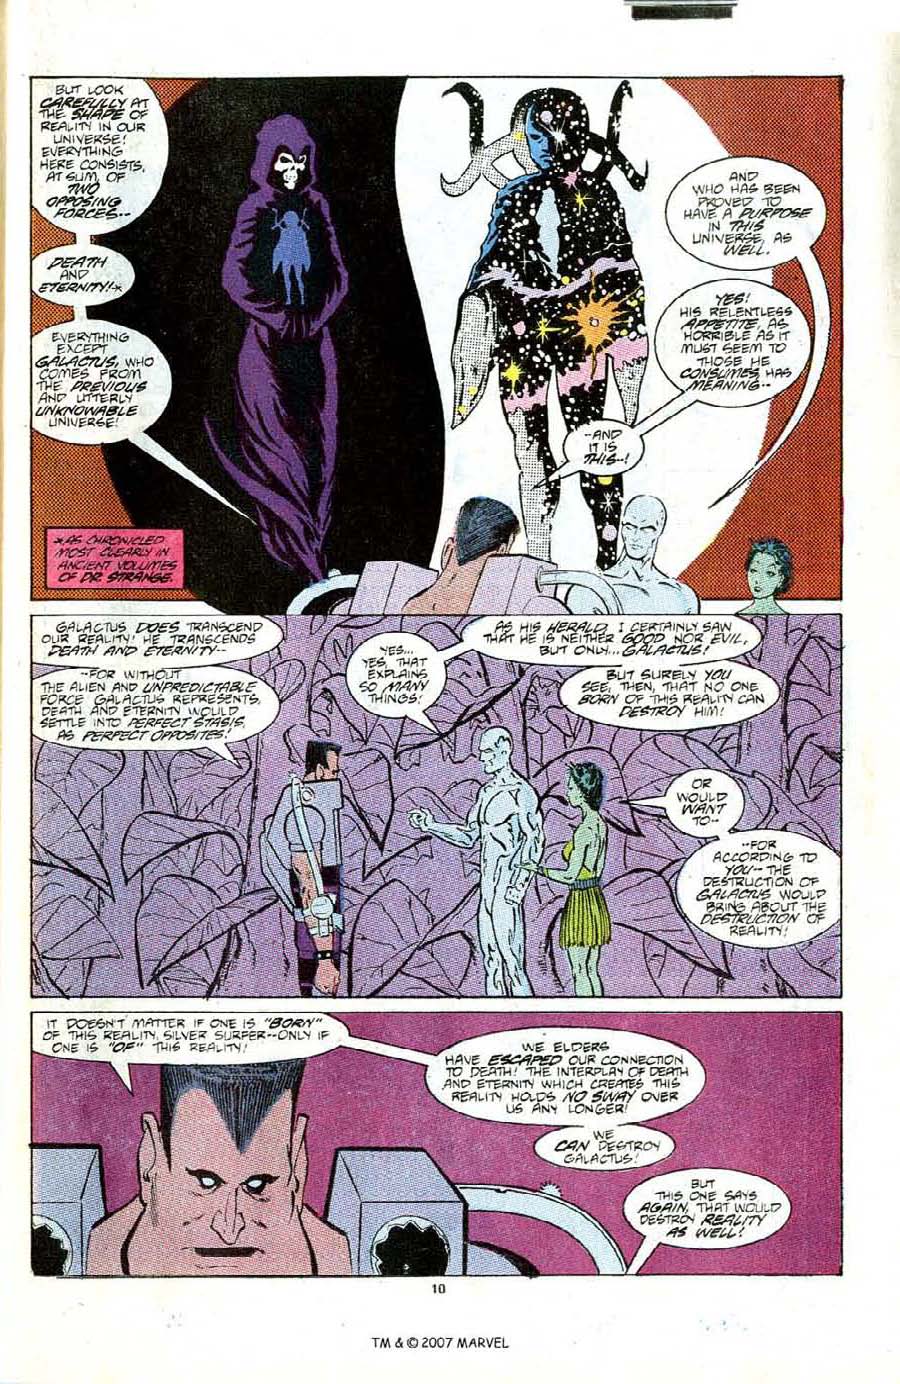 BUT LOOK
CAREFULLY AT
THE SHAPE OF
REALITY IN OUR
UNIVERSE!
EVERYTHING
HERE CONSISTS,
AT SUM, OF
TWO
OPPOSING
FORCES--
DEATH
AND
ETERNITY!*
EVERYTHING
EXCEPT
GALACTUS, WHO
COMES FROM
THE PREVIOUS
AND UTTERLY
UNKNOWABLE
UNIVERSE!
*AS CHRONICLED
MOST CLEARLY IN
ANCIENT VOLUMES
OF DR. STRANGE.
AND
WHO HAS BEEN
PROVED TO
HAVE A PURPOSE
IN THIS
UNIVERSE, AS
WELL.
YES!
HIS RELENTLESS
APPETITE, AS
HORRIBLE AS IT
MUST SEEM TO
THOSE HE
CONSUMES, HAS
MEANING--
--AND
IT IS
THIS--!
GALACTUS DOES TRANSCEND
OUR REALITY! HE TRANSCENDS
DEATH AND ETERNITY--
--FOR WITHOUT
THE ALIEN AND UNPREDICTABLE
FORCE GALACTUS REPRESENTS,
DEATH AND ETERNITY WOULD
SETTLE INTO PERFECT STASIS,
AS PERFECT OPPOSITES!
YES...
YES, THAT
EXPLAINS
SO MANY
THINGS!
AS HIS HERALD, I CERTAINLY SAW
THAT HE IS NEITHER GOOD NOR EVIL,
BUT ONLY... GALACTUS!
BUT SURELY YOU
SEE, THEN, THAT NO ONE
BORN OF THIS REALITY CAN
DESTROY HIM!
OR
WOULD
WANT
TO--
--FOR
ACCORDING TO
YOU-- THE
DESTRUCTION OF
GALACTUS WOULD
BRING ABOUT THE
DESTRUCTION OF
REALITY!
IT DOESN'T MATTER IF ONE IS "BORN"
OF THIS REALITY, SILVER SURFER--ONLY IF
ONE IS "OF" THIS REALITY!
WE ELDERS
HAVE ESCAPED OUR CONNECTION
TO DEATH! THE INTERPLAY OF DEATH
AND ETERNITY WHICH CREATES THIS
REALITY HOLDS NO SWAY OVER
US ANY LONGER!
WE
CAN DESTROY
GALACTUS!
BUT
THIS ONE SAYS
AGAIN, THAT WOULD
DESTROY REALITY
AS WELL!
10
TM & © 2007 MARVEL